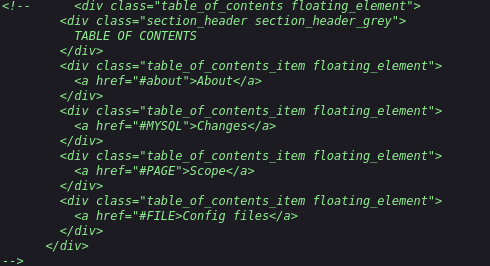 <!--      <div class="table_of_contents floating_element">
        <div class="section_header section_header_grey">
          TABLE OF CONTENTS
        </div>
        <div class="table_of_contents_item floating_element">
          <a href="#about">About</a>
        </div>
        <div class="table_of_contents_item floating_element">
          <a href="#MYSQL">Changes</a>
        </div>
        <div class="table_of_contents_item floating_element">
          <a href="#PAGE">Scope</a>
        </div>
        <div class="table_of_contents_item floating_element">
          <a href="#FILE>Config files</a>
        </div>
      </div>
-->